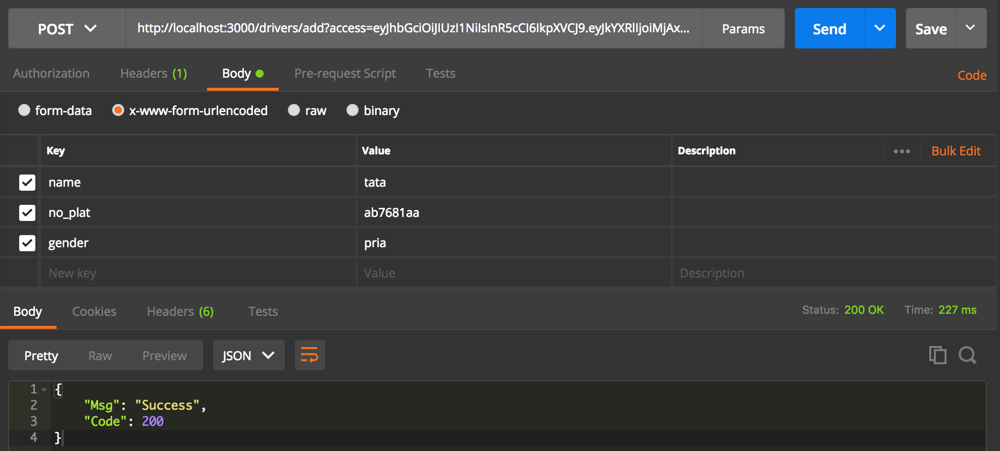 POST http://localhost:3000/drivers/add?access=eyJhbGciOiJIUzI1NiIsInR5cCI6IkpXVCJ9.eyJkYXRlIjoiMjAx... Params Send Save
Authorization Headers (1) Body Pre-request Script Tests Code
form-data x-www-form-urlencoded raw binary
Key Value Description Bulk Edit
name tata
no_plat ab7681aa
gender pria
New key Value Description
Body Cookies Headers (6) Tests Status: 200 OK Time: 227 ms
Pretty Raw Preview JSON
1 {
2 "Msg": "Success",
3 "Code": 200
4 }